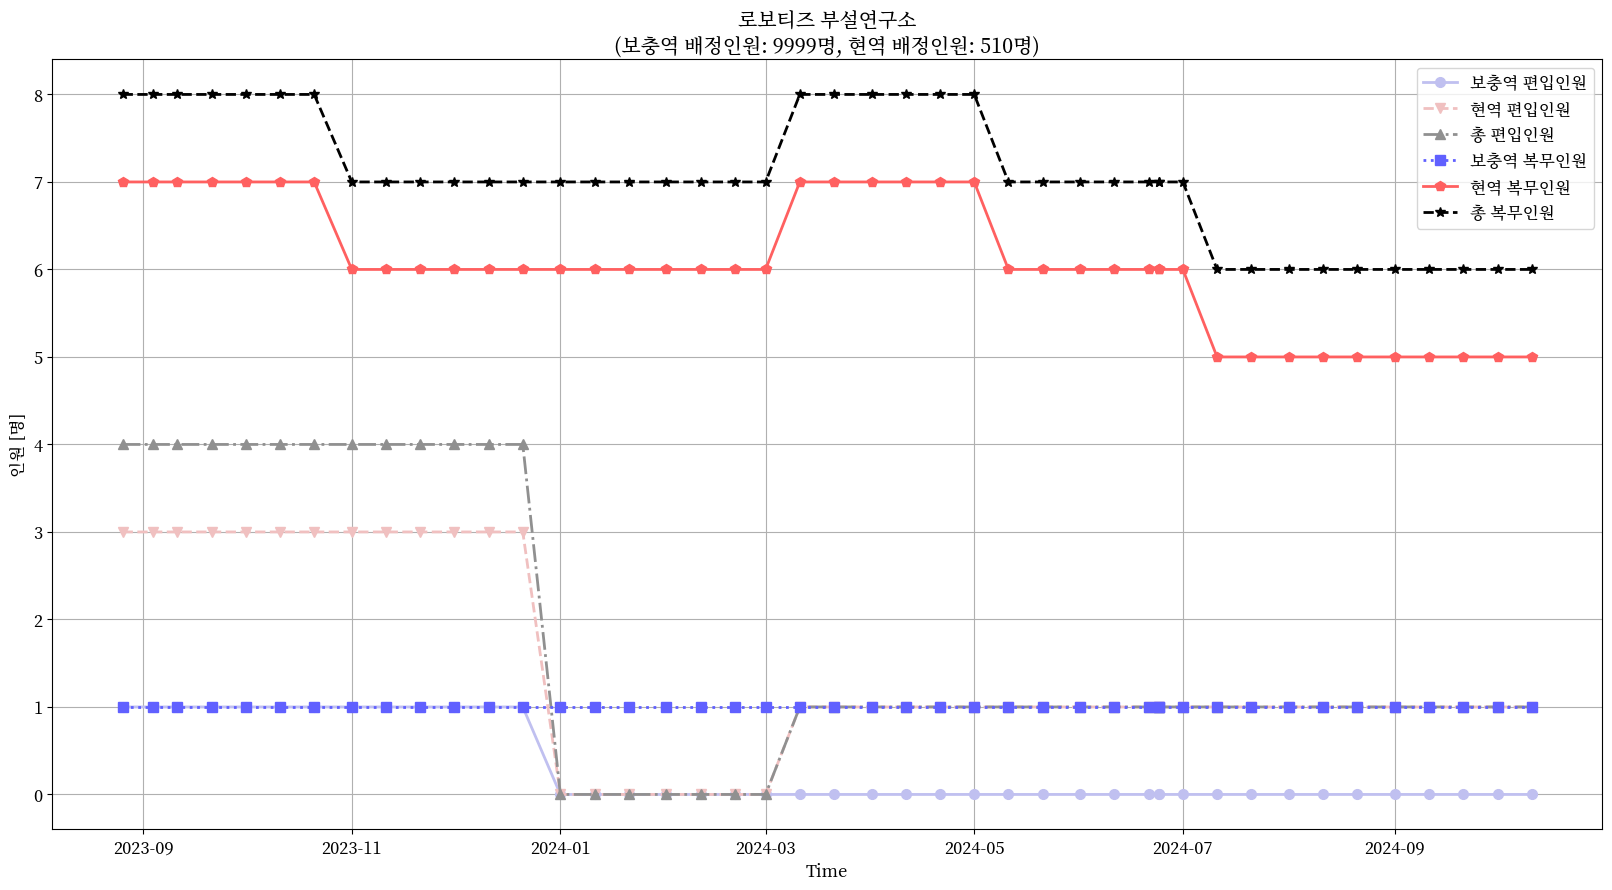 로보티즈 부설연구소
(보충역 배정인원: 9999명, 현역 배정인원: 510명)
보충역 편입인원
현역 편입인원
총 편입인원
보충역 복무인원
현역 복무인원
총 복무인원
인원 [명]
8
7
6
5
4
3
2
1
0
2023-09
2023-11
2024-01
2024-03
2024-05
2024-07
2024-09
Time